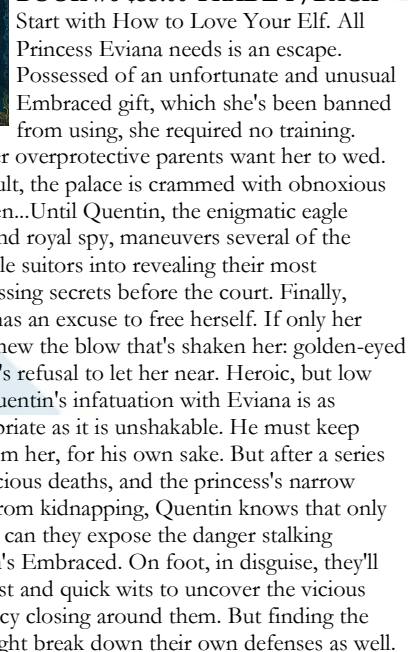 Start with How to Love Your Elf. All
Princess Eviana needs is an escape.
Possessed of an unfortunate and unusual
Embraced gift, which she's been banned
from using, she required no training.
overprotective parents want her to wed.
the palace is crammed with obnoxious
Until Quentin, the enigmatic eagle
royal spy, maneuvers several of the
suitors into revealing their most
secrets before the court. Finally,
has an excuse to free herself. If only her
the blow that's shaken her: golden-eyed
refusal to let her near. Heroic, but low
infatuation with Eviana is as
as it is unshakable. He must keep
her, for his own sake. But after a series
deaths, and the princess's narrow
from kidnapping, Quentin knows that only
can they expose the danger stalking
Embraced. On foot, in disguise, they'll
and quick wits to uncover the vicious
closing around them. But finding the
break down their own defenses as well.